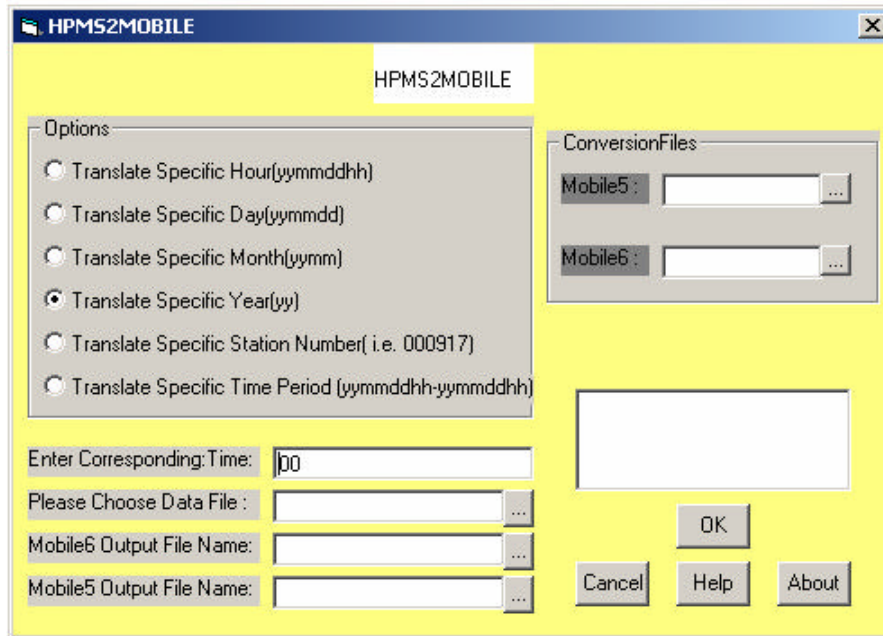 HPMS2MOBILE
HPMS2MOBILE
Options
Translate Specific Hour(yymmddhh)
Translate Specific Day(yymmdd)
Translate Specific Month(yymm)
Translate Specific Year(yy)
Translate Specific Station Number( i.e. 000917)
Translate Specific Time Period (yymmddhh-yymmddhh)
ConversionFiles
Mobile5 : ...
Mobile6 : ...
Enter Corresponding:Time: 00
Please Choose Data File : ...
Mobile6 Output File Name: ...
Mobile5 Output File Name: ...
OK
Cancel Help About